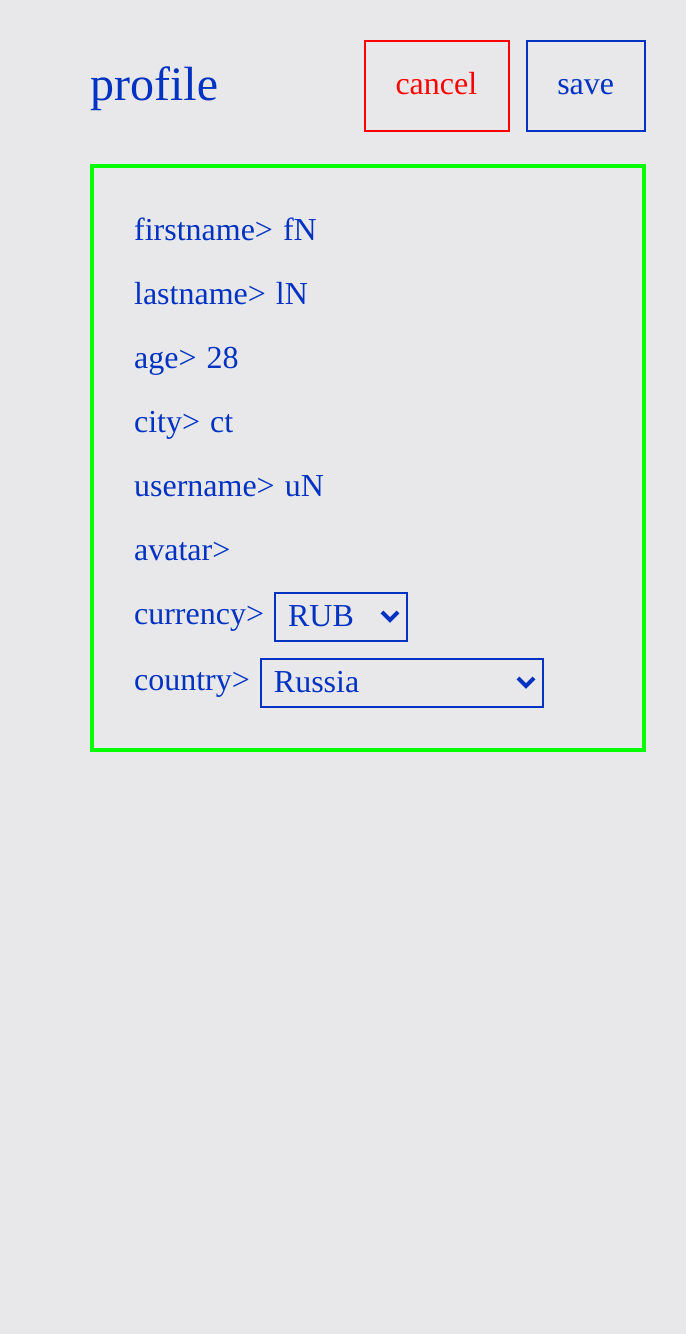 profile cancel save
firstname> fN
lastname> lN
age> 28
city> ct
username> uN
avatar>
currency> RUB
country> Russia